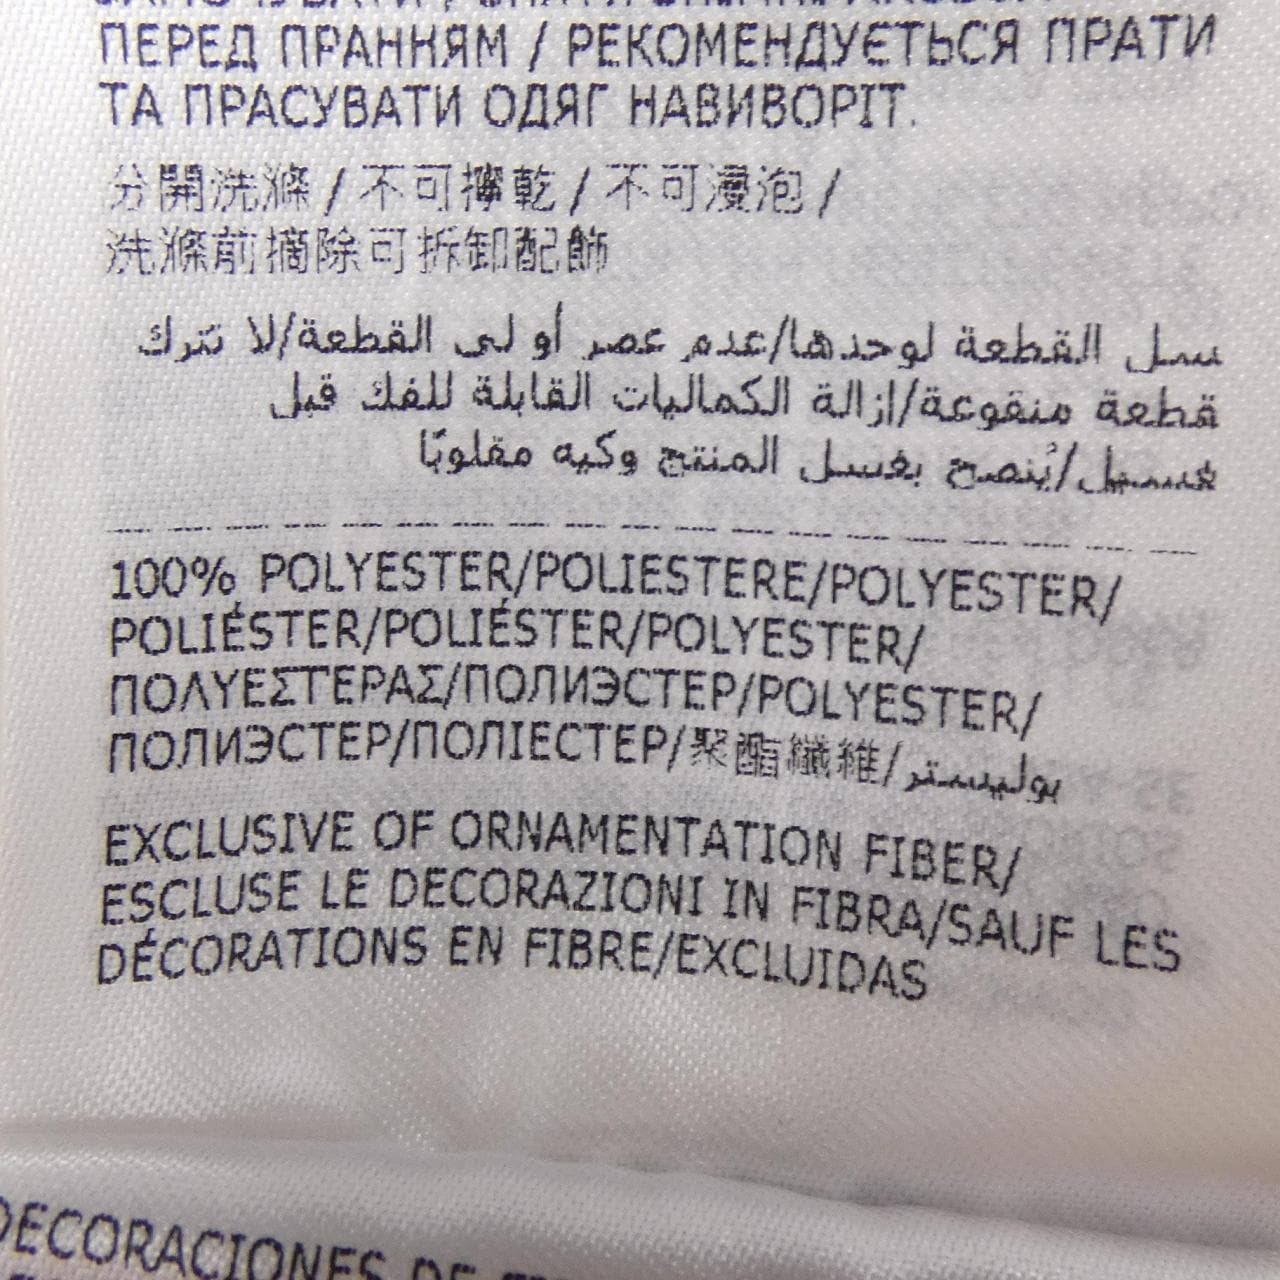 ПЕРЕД ПРАННЯМ / РЕКОМЕНДУЄТЬСЯ ПРАТИ
ТА ПРАСУВАТИ ОДЯГ НАВИВОРІТ.
分開洗滌 / 不可擰乾 / 不可浸泡 /
洗滌前摘除可拆卸配飾
سل القطعة لوحدها/عدم عصر أو لي القطعة/لا تترك
قطعة منقوعة/ازالة الكماليات القابلة للفك قبل
غسيل/يُنصح بغسل المنتج وكيه مقلوبًا
100% POLYESTER/POLIESTERE/POLYESTER/
POLIÉSTER/POLIÉSTER/POLYESTER/
ΠΟΛΥΕΣΤΕΡΑΣ/ПОЛИЭСТЕР/POLYESTER/
ПОЛИЭСТЕР/ПОЛІЕСТЕР/聚酯纖維/بوليستر
EXCLUSIVE OF ORNAMENTATION FIBER/
ESCLUSE LE DECORAZIONI IN FIBRA/SAUF LES
DÉCORATIONS EN FIBRE/EXCLUIDAS
DECORACIONES DE